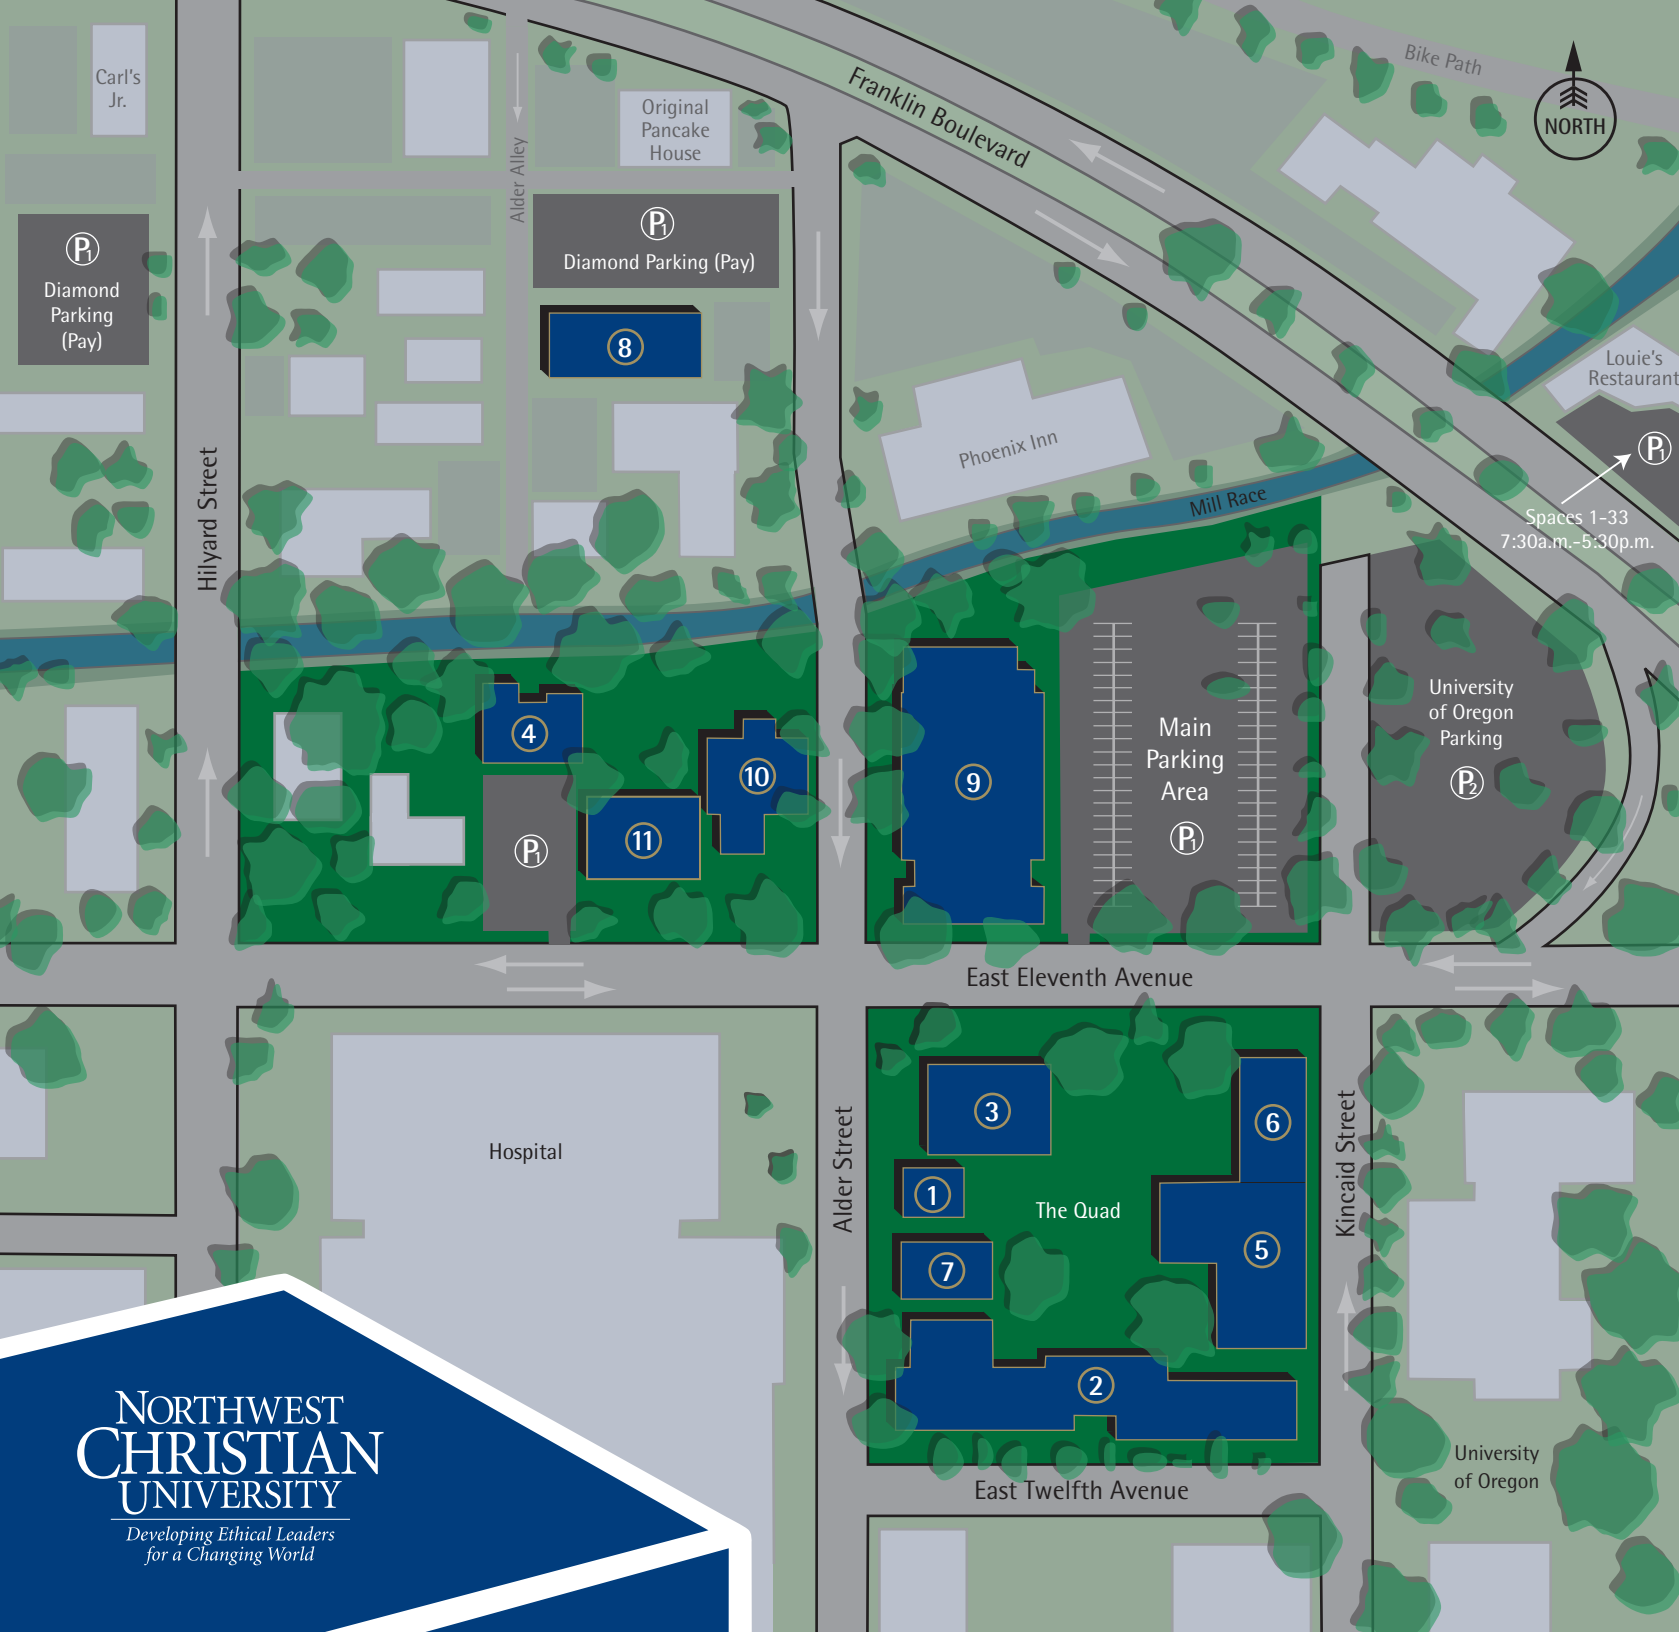 Carl's
Jr.
Original
Pancake
House
Alder Alley
Franklin Boulevard
Bike Path
NORTH
P1
Diamond
Parking
(Pay)
P1
Diamond Parking (Pay)
8
Louie's
Restaurant
P1
Spaces 1-33
7:30a.m.-5:30p.m.
Phoenix Inn
Mill Race
Hilyard Street
4
10
11
P1
9
Main
Parking
Area
P1
University
of Oregon
Parking
P2
East Eleventh Avenue
Hospital
Alder Street
3
1
7
The Quad
6
5
2
Kincaid Street
University
of Oregon
East Twelfth Avenue
NORTHWEST
CHRISTIAN
UNIVERSITY
Developing Ethical Leaders
for a Changing World